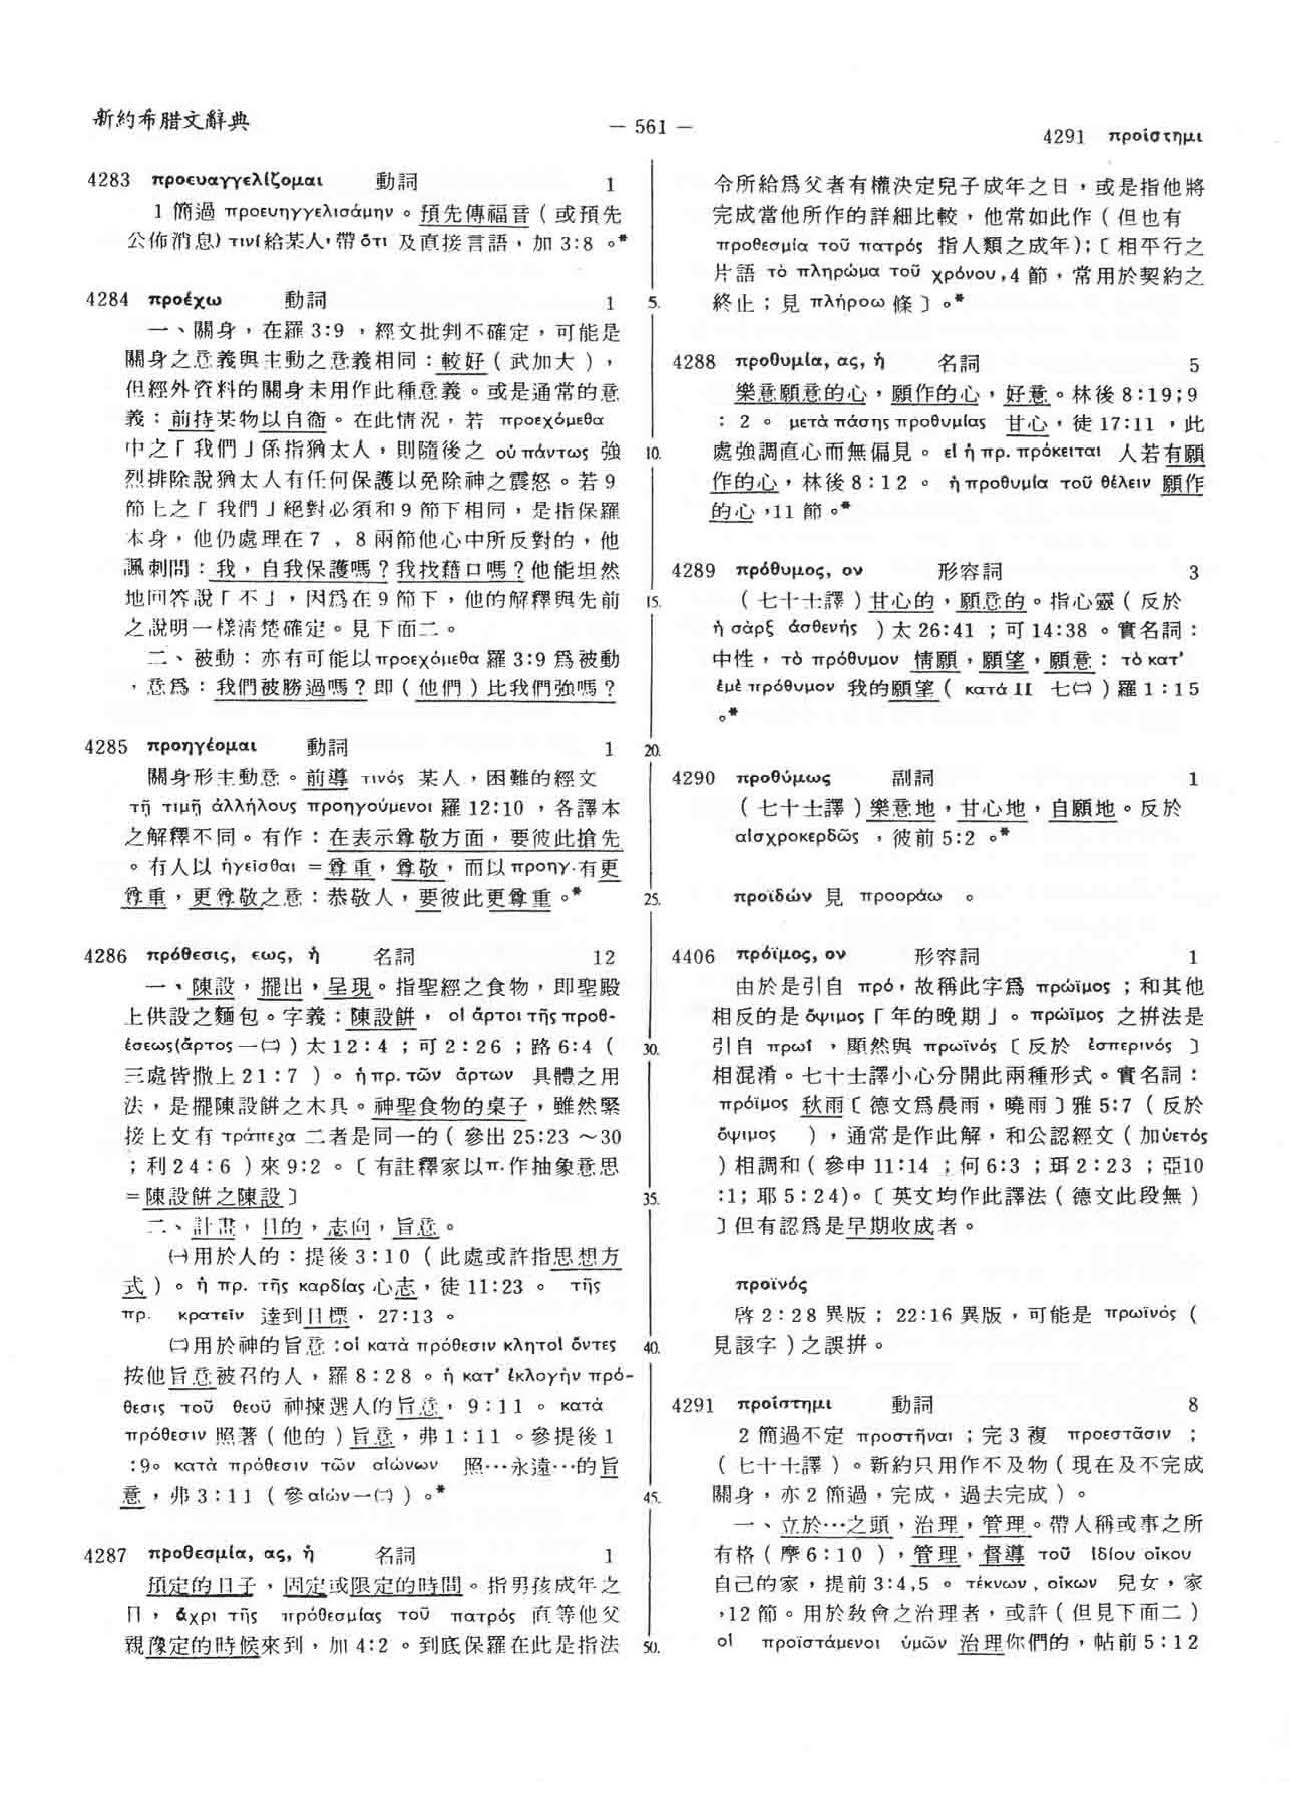 新約希腊文辭典
— 561 —
4291 προΐστημι
4283 προευαγγελίζομαι 動詞 1
1 簡過 προευηγγελισάμην。預先傳福音（或預先
公佈消息）τινί給某人，帶 ὅτι 及直接言語，加 3:8 。*
4284 προέχω 動詞 1
一、關身，在羅 3:9 ，經文批判不確定，可能是
關身之意義與主動之意義相同：較好（武加大），
但經外資料的關身未用作此種意義。或是通常的意
義：前持某物以自衞。在此情況，若 προεχόμεθα
中之「我們」係指猶太人，則隨後之 οὐ πάντως 強
烈排除說猶太人有任何保護以免除神之震怒。若 9
節上之「我們」絕對必須和 9 節下相同，是指保羅
本身，他仍處理在 7 , 8 兩節他心中所反對的，他
諷刺問：我，自我保護嗎？我找藉口嗎？他能坦然
地回答說「不」，因爲在 9 節下，他的解釋與先前
之說明一樣清楚確定。見下面二。
二、被動：亦有可能以προεχόμεθα 羅 3:9 爲被動
，意爲：我們被勝過嗎？即（他們）比我們強嗎？
4285 προηγέομαι 動詞 1
關身形主動意。前導 τινός 某人，困難的經文
τῇ τιμῇ ἀλλήλους προηγούμενοι 羅 12:10 ，各譯本
之解釋不同。有作：在表示尊敬方面，要彼此搶先
。有人以 ἡγεῖσθαι ＝尊重，尊敬，而以 προηγ.有更
尊重，更尊敬之意：恭敬人，要彼此更尊重。*
4286 πρόθεσις, εως, ἡ 名詞 12
一、陳設，擺出，呈現。指聖經之食物，即聖殿
上供設之麵包。字義：陳設餅， οἱ ἄρτοι τῆς προθ-
έσεως(ἄρτος 一㈡）太 12:4 ；可 2:26 ；路 6:4（
三處皆撒上 21:7 ）。ἡ πρ. τῶν ἄρτων 具體之用
法，是擺陳設餅之木具。神聖食物的桌子，雖然緊
接上文有 τράπεζα 二者是同一的（參出 25:23 ～30
；利 24:6 ）來 9:2 。〔有註釋家以π.作抽象意思
＝陳設餅之陳設〕
二、計畫，目的，志向，旨意。
㈠用於人的：提後 3:10 （此處或許指思想方
式）。ἡ πρ. τῆς καρδίας 心志，徒 11:23 。 τῆς
πρ. κρατεῖν 達到目標，27:13 。
㈡用於神的旨意:οἱ κατὰ πρόθεσιν κλητοὶ ὄντες
按他旨意被召的人，羅 8:28 。ἡ κατ' ἐκλογὴν πρό-
θεσις τοῦ θεοῦ 神揀選人的旨意，9:11 。 κατὰ
πρόθεσιν 照著（他的）旨意，弗 1:11 。參提後 1
:9。κατὰ πρόθεσιν τῶν αἰώνων 照…永遠…的旨
意，弗 3:11 （參αἰών一㈡）。*
4287 προθεσμία, ας, ἡ 名詞 1
預定的日子，固定或限定的時間。指男孩成年之
日，ἄχρι τῆς προθεσμίας τοῦ πατρός 直等他父
親豫定的時候來到，加 4:2 。到底保羅在此是指法
5.
10.
15.
20.
25.
30.
35.
40.
45.
50.
令所給爲父者有權決定兒子成年之日，或是指他將
完成當他所作的詳細比較，他常如此作（但也有
προθεσμία τοῦ πατρός 指人類之成年）；〔相平行之
片語 τὸ πλήρωμα τοῦ χρόνου,4 節，常用於契約之
終止；見 πλήροω 條〕。*
4288 προθυμία, ας, ἡ 名詞 5
樂意願意的心，願作的心，好意。林後 8:19;9
: 2 。 μετὰ πάσης προθυμίας 甘心，徒 17:11 ，此
處強調直心而無偏見。εἰ ἡ πρ. πρόκειται 人若有願
作的心，林後 8:12 。 ἡ προθυμία τοῦ θέλειν 願作
的心，11 節。*
4289 πρόθυμος, ον 形容詞 3
（七十士譯）甘心的，願意的。指心靈（反於
ἡ σὰρξ ἀσθενής ）太 26:41 ；可 14:38 。實名詞：
中性，τὸ πρόθυμον 情願，願望，願意：τὸ κατ'
ἐμὲ πρόθυμον 我的願望（ κατά II 七㈡）羅 1:15
。*
4290 προθύμως 副詞 1
（七十士譯）樂意地，甘心地，自願地。反於
αἰσχροκερδῶς ，彼前 5:2 。*
προϊδών 見 προοράω 。
4406 πρόϊμος, ον 形容詞 1
由於是引自 πρό，故稱此字爲 πρώϊμος ；和其他
相反的是 ὄψιμος「年的晚期」。πρώϊμος 之拼法是
引自 πρωΐ ，顯然與 πρωϊνός〔反於 ἑσπερινός 〕
相混淆。七十士譯小心分開此兩種形式。實名詞：
πρόϊμος 秋雨〔德文爲晨雨，曉雨〕雅 5:7（反於
ὄψιμος ），通常是作此解，和公認經文（加ὑετός
）相調和（參申 11:14 ；何 6:3 ；珥 2:23 ；亞10
:1；耶 5:24)。〔英文均作此譯法（德文此段無）
〕但有認爲是早期收成者。
προϊνός
啓 2:28 異版；22:16 異版，可能是 πρωϊνός（
見該字）之誤拼。
4291 προΐστημι 動詞 8
2 簡過不定 προστῆναι ；完 3 複 προεστᾶσιν ；
（七十士譯）。新約只用作不及物（現在及不完成
關身，亦 2 簡過，完成，過去完成）。
一、立於…之頭，治理，管理。帶人稱或事之所
有格（摩 6:10 ），管理，督導 τοῦ ἰδίου οἴκου
自己的家，提前 3:4,5 。 τέκνων , οἴκων 兒女，家
，12 節。用於敎會之治理者，或許（但見下面二）
οἱ προϊστάμενοι ὑμῶν 治理你們的，帖前 5:12